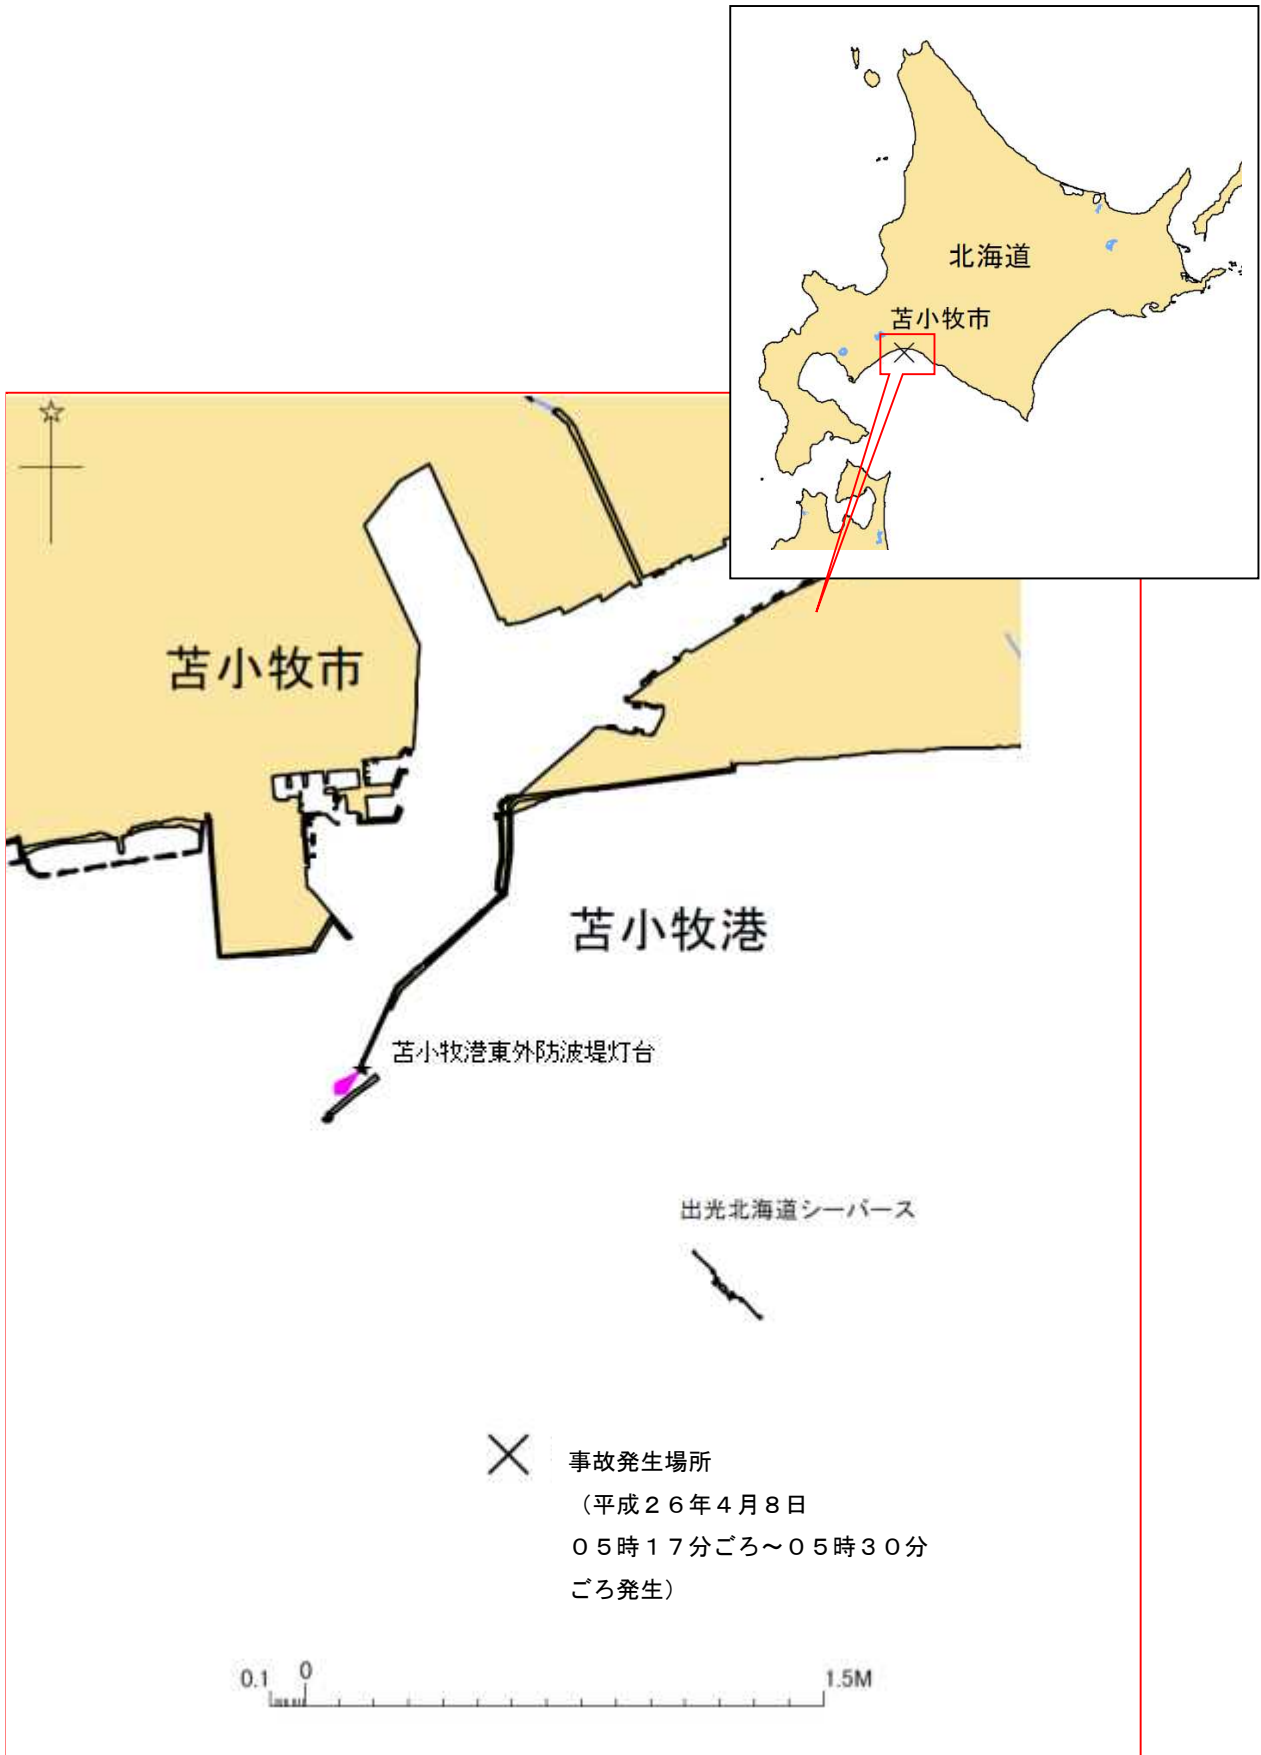 北海道
苫小牧市
苫小牧市
苫小牧港
苫小牧港東外防波堤灯台
出光北海道シーバース
事故発生場所
（平成２６年４月８日
０５時１７分ごろ～０５時３０分
ごろ発生）
0.1 0 1.5M